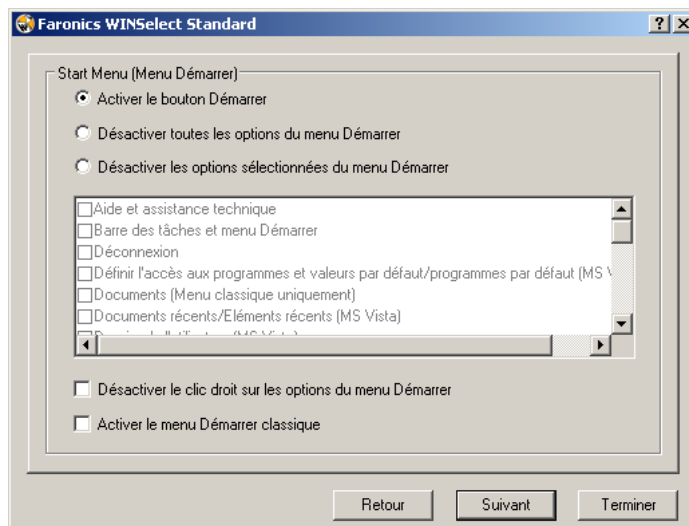 Faronics WINSelect Standard
Start Menu (Menu Démarrer)
Activer le bouton Démarrer
Désactiver toutes les options du menu Démarrer
Désactiver les options sélectionnées du menu Démarrer
Aide et assistance technique
Barre des tâches et menu Démarrer
Déconnexion
Définir l'accès aux programmes et valeurs par défaut/programmes par défaut (MS
Documents (Menu classique uniquement)
Documents récents/Eléments récents (MS Vista)
Désactiver le clic droit sur les options du menu Démarrer
Activer le menu Démarrer classique
Retour
Suivant
Terminer